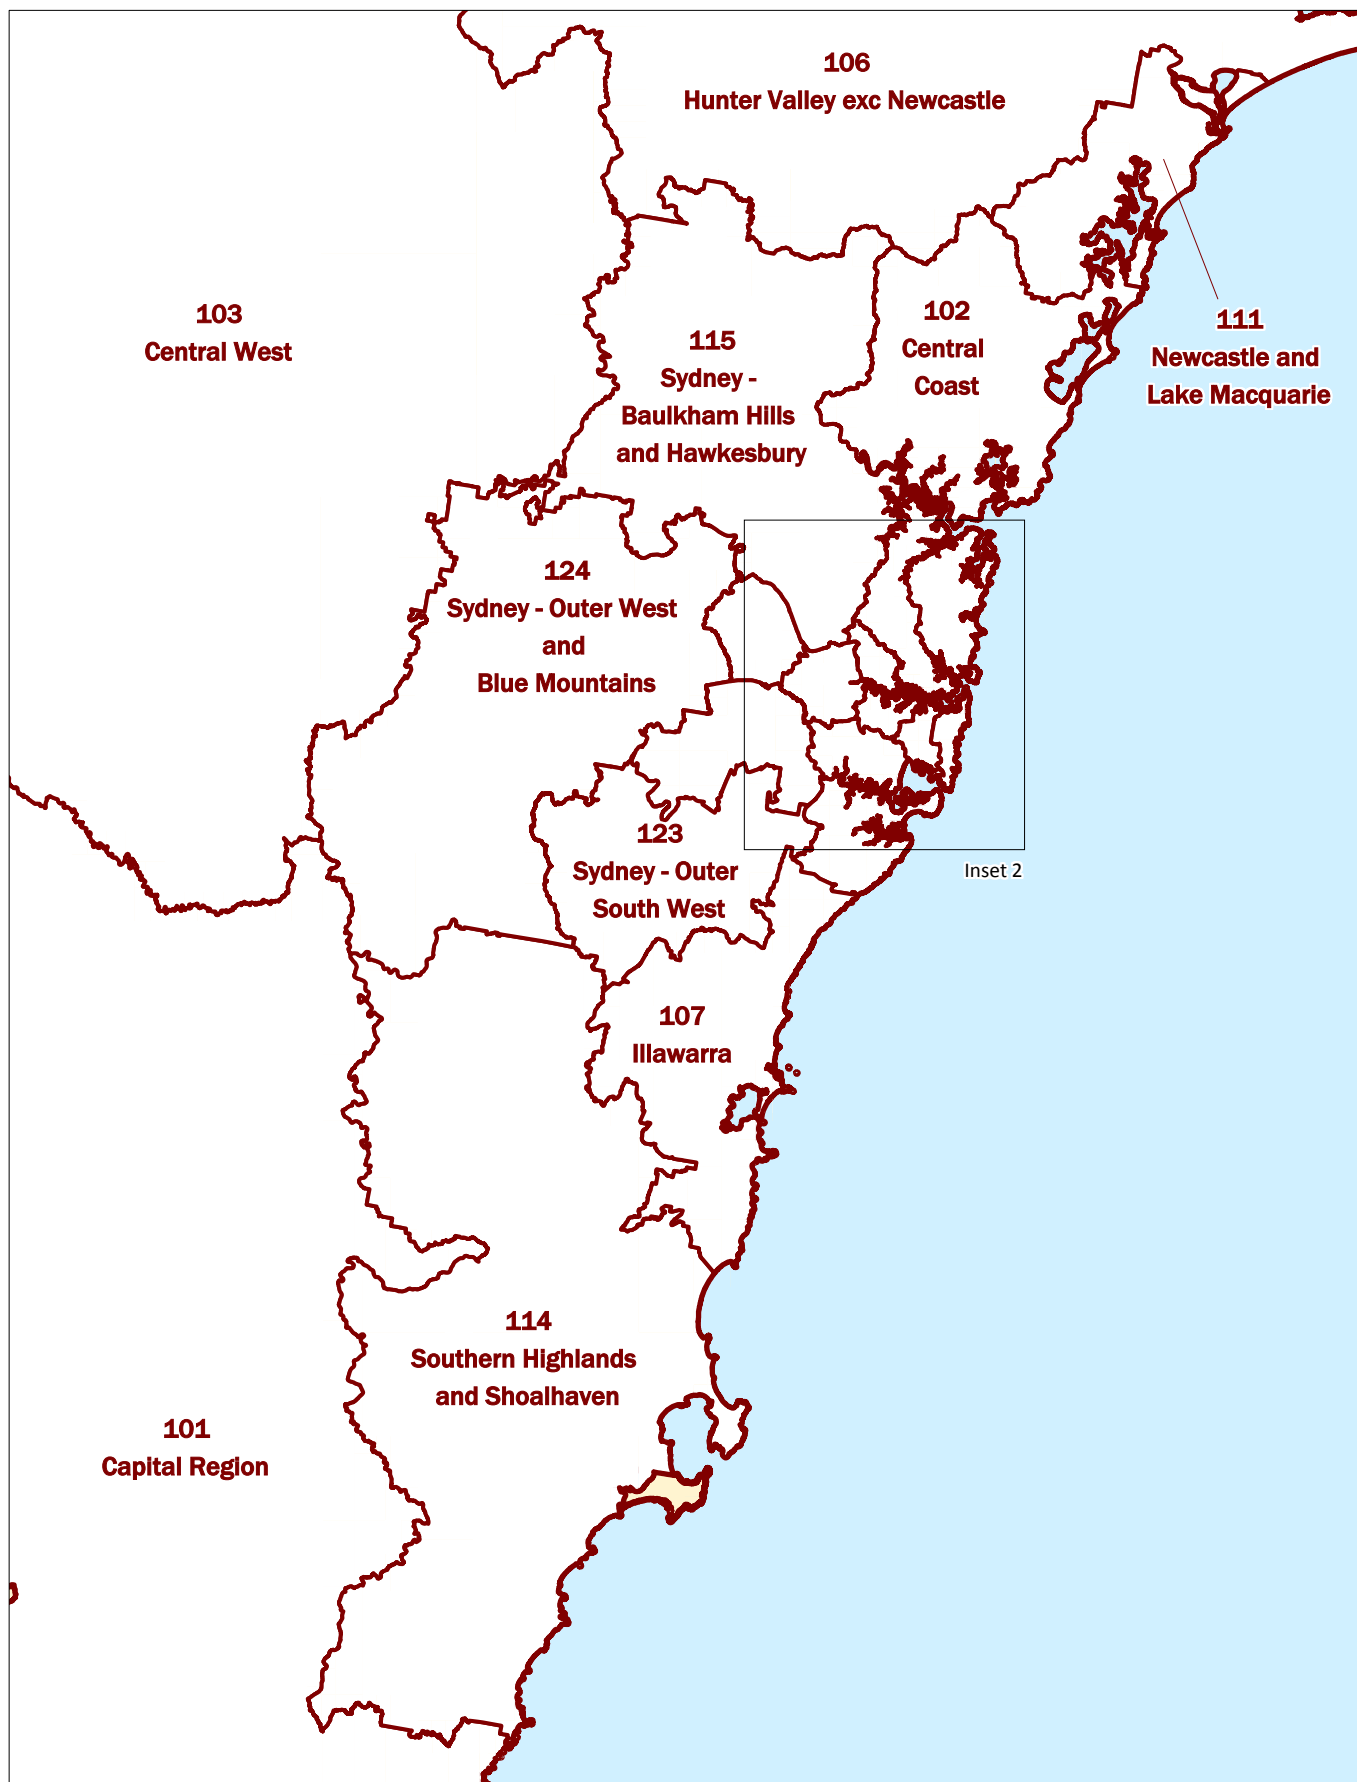 106
Hunter Valley exc Newcastle
103
Central West
102
Central
Coast
111
Newcastle and
Lake Macquarie
115
Sydney -
Baulkham Hills
and Hawkesbury
124
Sydney - Outer West
and
Blue Mountains
123
Sydney - Outer
South West
Inset 2
107
Illawarra
114
Southern Highlands
and Shoalhaven
101
Capital Region